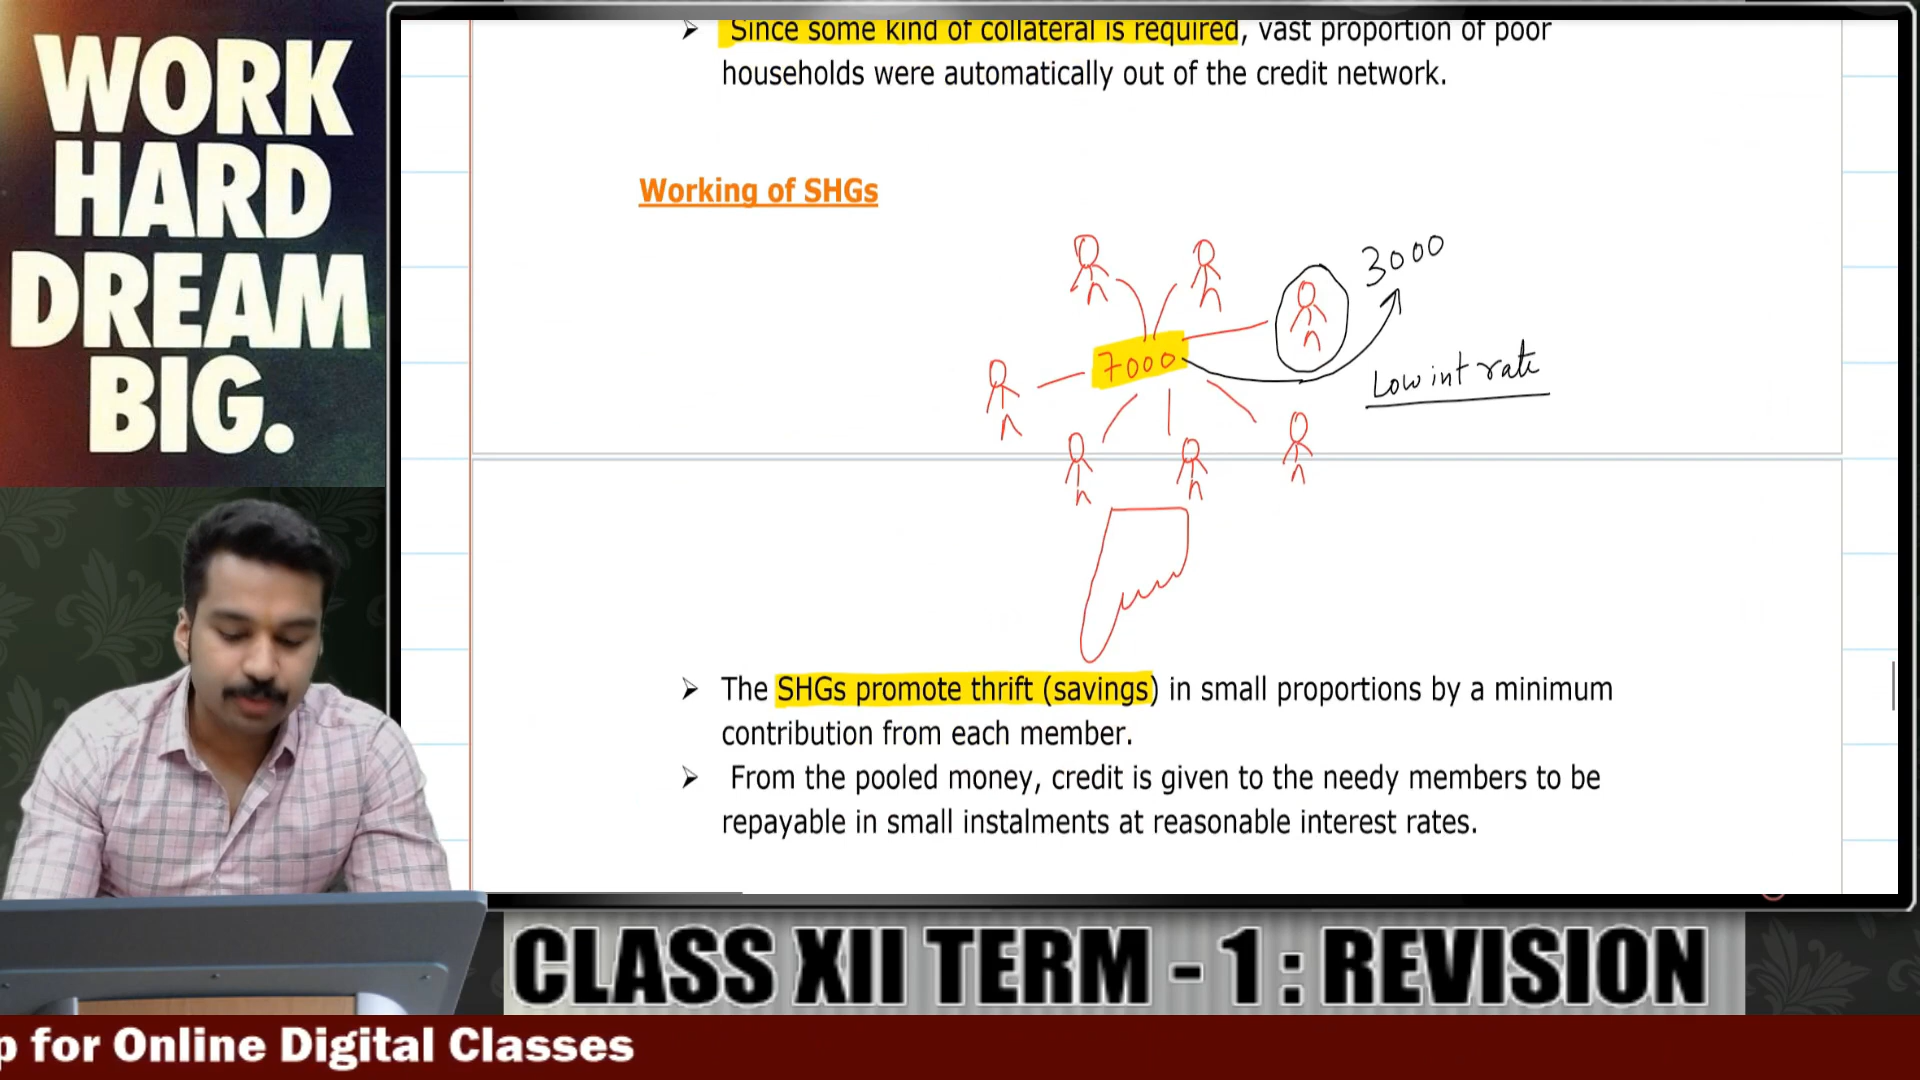 WORK
HARD
DREAM
BIG.
➢ Since some kind of collateral is required, vast proportion of poor
households were automatically out of the credit network.
Working of SHGs
3000
7000
Low int rate
➢ The SHGs promote thrift (savings) in small proportions by a minimum
contribution from each member.
➢ From the pooled money, credit is given to the needy members to be
repayable in small instalments at reasonable interest rates.
CLASS XII TERM - 1 : REVISION
p for Online Digital Classes